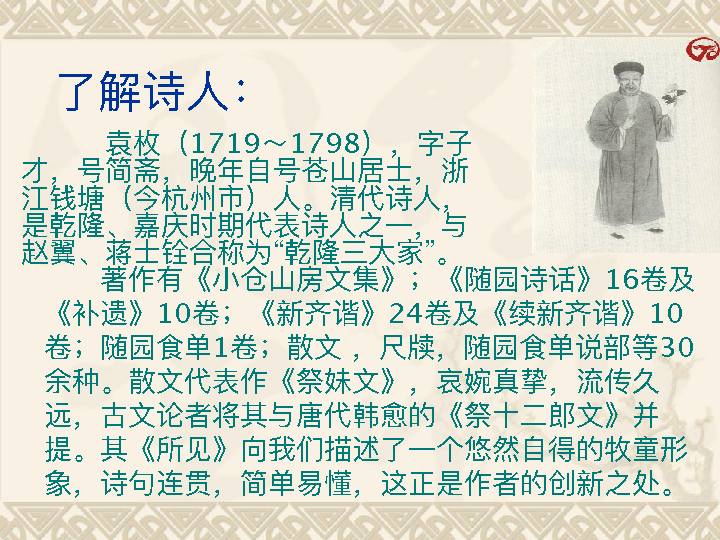 了解诗人：
袁枚（1719～1798），字子
才，号简斋，晚年自号苍山居士，浙
江钱塘（今杭州市）人。清代诗人，
是乾隆、嘉庆时期代表诗人之一，与
赵翼、蒋士铨合称为“乾隆三大家”。
著作有《小仓山房文集》；《随园诗话》16卷及
《补遗》10卷；《新齐谐》24卷及《续新齐谐》10
卷；随园食单1卷；散文 ，尺牍，随园食单说部等30
余种。散文代表作《祭妹文》，哀婉真挚，流传久
远，古文论者将其与唐代韩愈的《祭十二郎文》并
提。其《所见》向我们描述了一个悠然自得的牧童形
象，诗句连贯，简单易懂，这正是作者的创新之处。